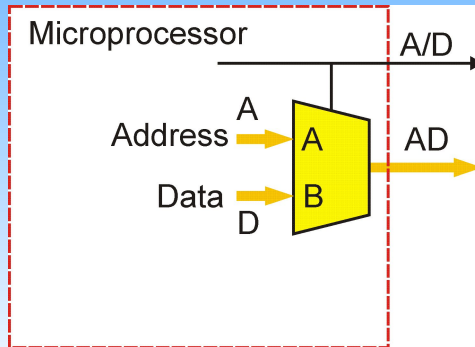 Microprocessor
A/D
A
Address
A
AD
Data
B
D